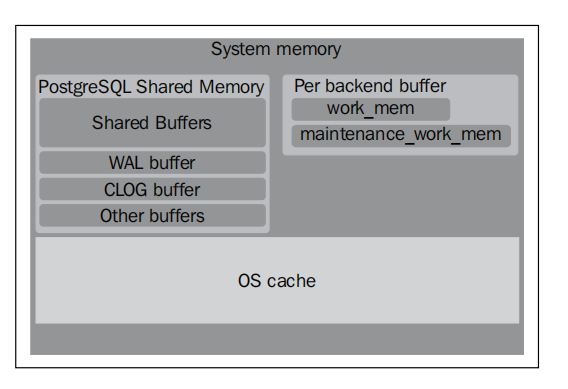 System memory
PostgreSQL Shared Memory
Shared Buffers
WAL buffer
CLOG buffer
Other buffers
Per backend buffer
work_mem
maintenance_work_mem
OS cache